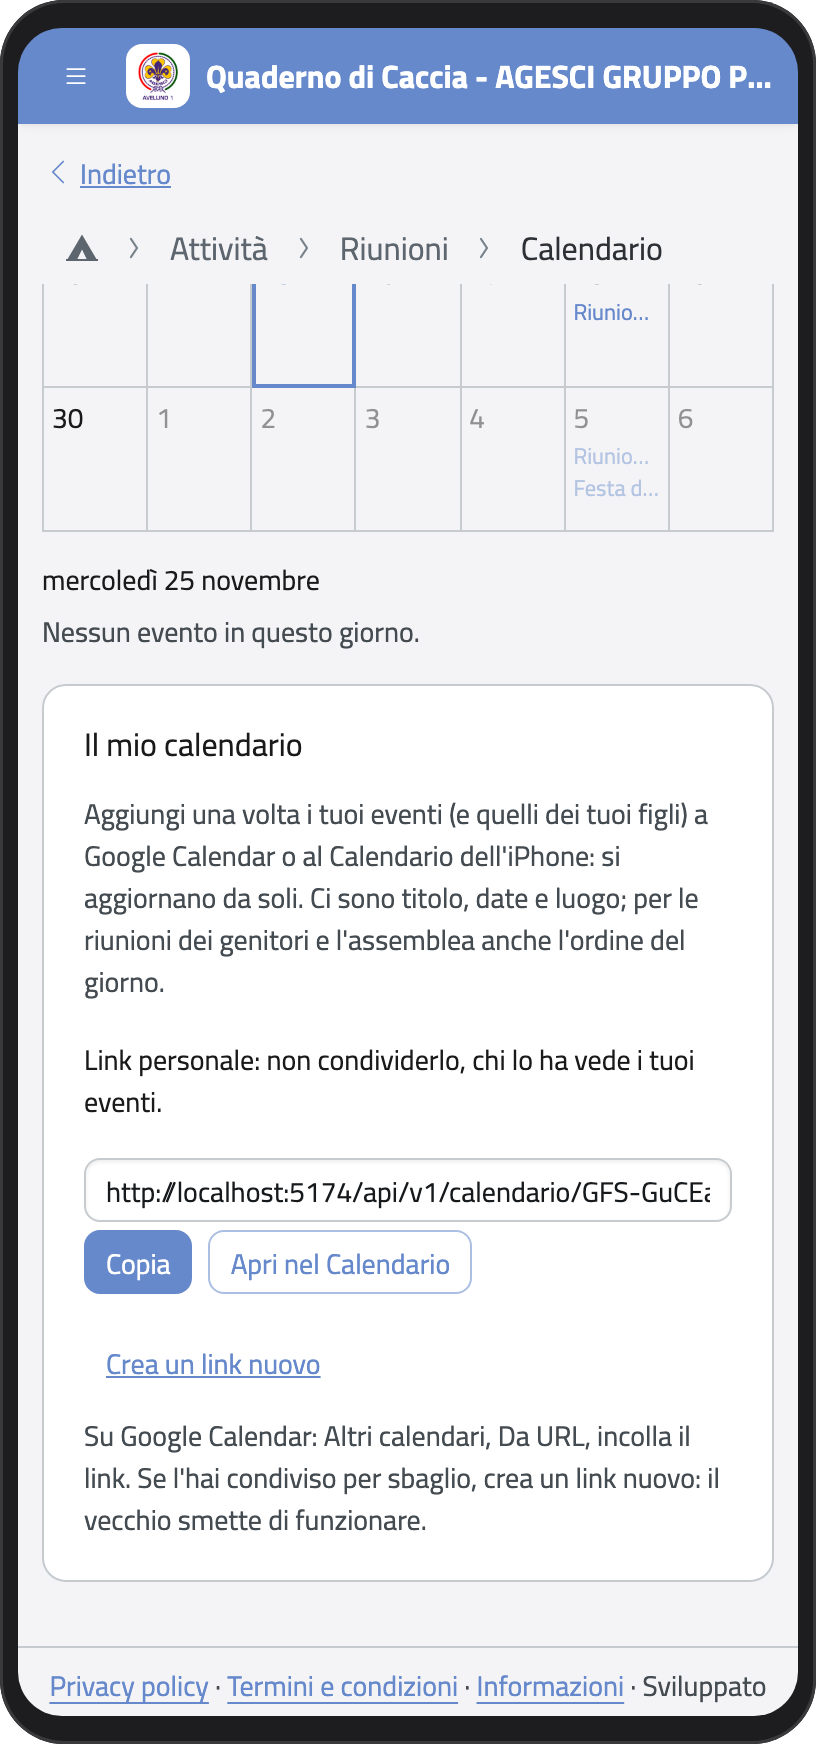 AVELLINO 1
Quaderno di Caccia - AGESCI GRUPPO P...
Indietro
Attività
Riunioni
Calendario
Riunio...
30
1
2
3
4
5
6
Riunio...
Festa d...
mercoledì 25 novembre
Nessun evento in questo giorno.
Il mio calendario
Aggiungi una volta i tuoi eventi (e quelli dei tuoi figli) a
Google Calendar o al Calendario dell'iPhone: si
aggiornano da soli. Ci sono titolo, date e luogo; per le
riunioni dei genitori e l'assemblea anche l'ordine del
giorno.
Link personale: non condividerlo, chi lo ha vede i tuoi
eventi.
http://localhost:5174/api/v1/calendario/GFS-GuCEa
Copia
Apri nel Calendario
Crea un link nuovo
Su Google Calendar: Altri calendari, Da URL, incolla il
link. Se l'hai condiviso per sbaglio, crea un link nuovo: il
vecchio smette di funzionare.
Privacy policy · Termini e condizioni · Informazioni · Sviluppato